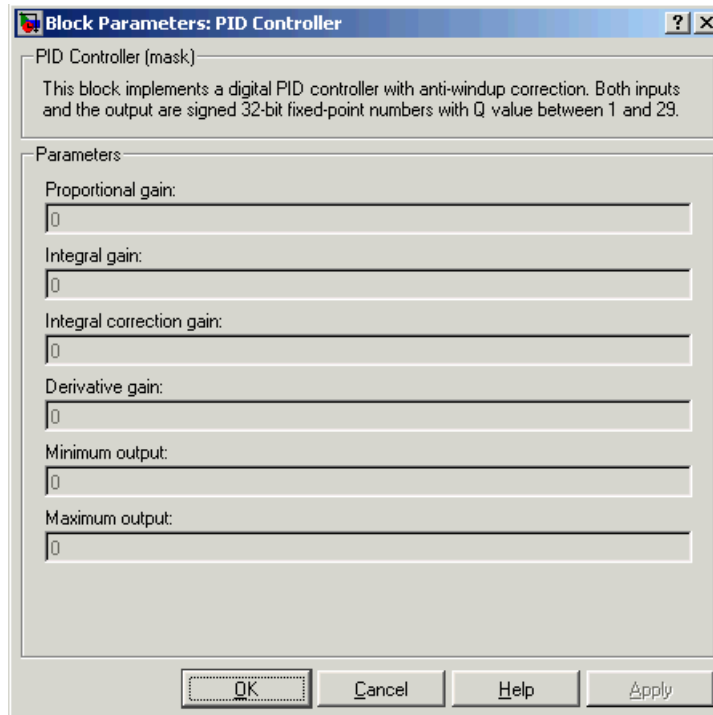 Block Parameters: PID Controller
? X
PID Controller (mask)
This block implements a digital PID controller with anti-windup correction. Both inputs
and the output are signed 32-bit fixed-point numbers with Q value between 1 and 29.
Parameters
Proportional gain:
0
Integral gain:
0
Integral correction gain:
0
Derivative gain:
0
Minimum output:
0
Maximum output:
0
OK Cancel Help Apply